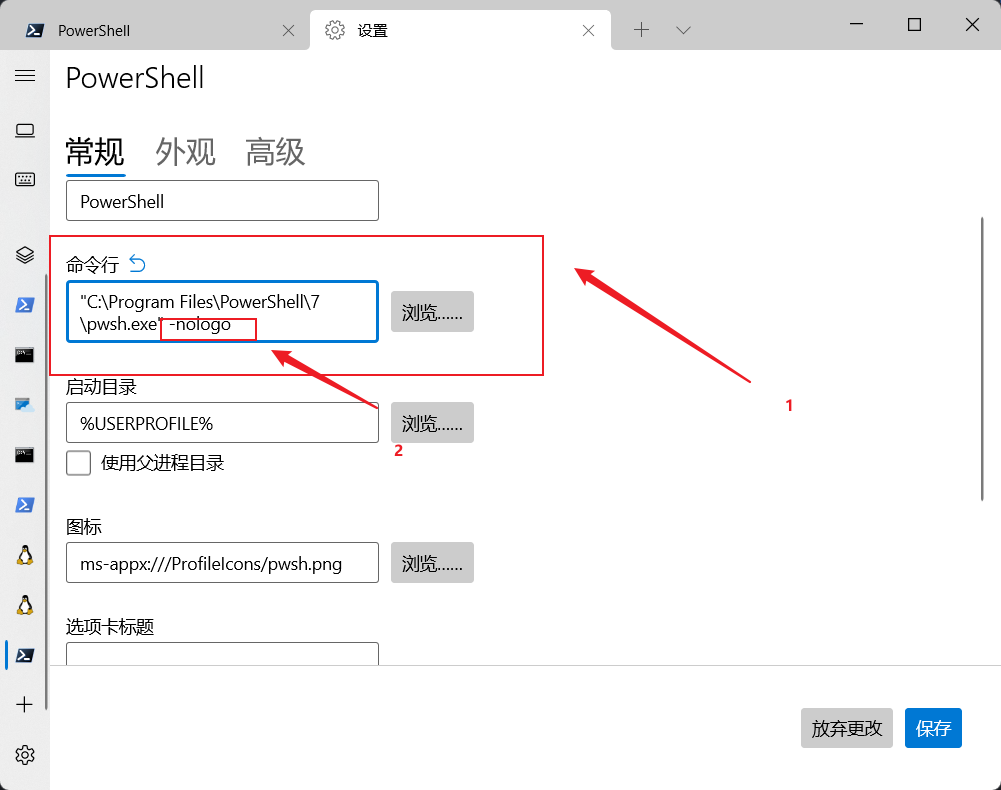 PowerShell
设置
PowerShell
常规 外观 高级
PowerShell
命令行
"C:\Program Files\PowerShell\7
\pwsh.exe" -nologo
浏览......
1
启动目录
%USERPROFILE%
浏览......
2
使用父进程目录
图标
ms-appx:///ProfileIcons/pwsh.png
浏览......
选项卡标题
放弃更改
保存